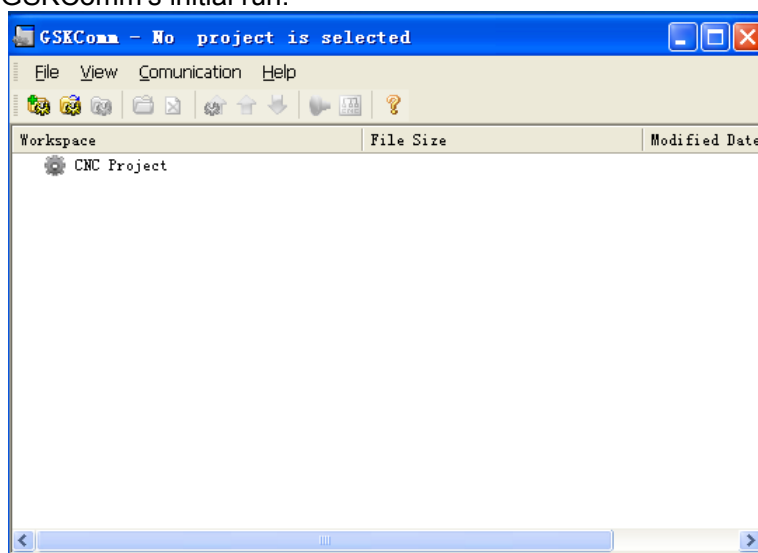 GSKComm's initial run:
GSKComm - No project is selected
File View Comunication Help
Workspace File Size Modified Date
CNC Project